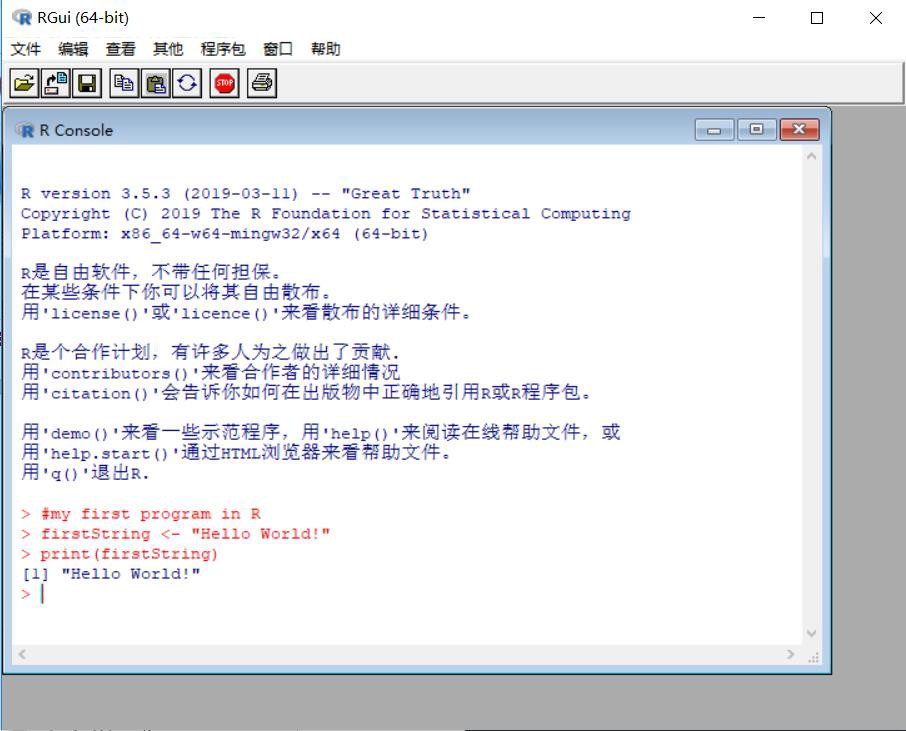 RGui (64-bit)
文件 编辑 查看 其他 程序包 窗口 帮助
STOP
R Console
R version 3.5.3 (2019-03-11) -- "Great Truth"
Copyright (C) 2019 The R Foundation for Statistical Computing
Platform: x86_64-w64-mingw32/x64 (64-bit)
R是自由软件，不带任何担保。
在某些条件下你可以将其自由散布。
用'license()'或'licence()'来看散布的详细条件。
R是个合作计划，有许多人为之做出了贡献.
用'contributors()'来看合作者的详细情况
用'citation()'会告诉你如何在出版物中正确地引用R或R程序包。
用'demo()'来看一些示范程序，用'help()'来阅读在线帮助文件，或
用'help.start()'通过HTML浏览器来看帮助文件。
用'q()'退出R.
> #my first program in R
> firstString <- "Hello World!"
> print(firstString)
[1] "Hello World!"
>